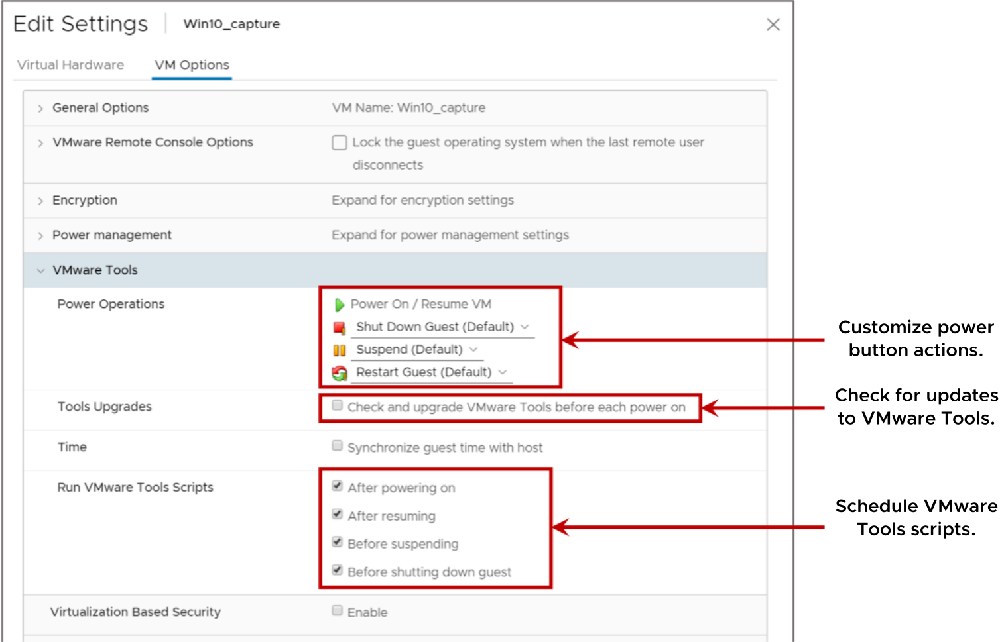 Edit Settings
Win10_capture
Virtual Hardware
VM Options
General Options
VM Name: Win10_capture
VMware Remote Console Options
Lock the guest operating system when the last remote user
disconnects
Encryption
Expand for encryption settings
Power management
Expand for power management settings
VMware Tools
Power Operations
Power On / Resume VM
Shut Down Guest (Default)
Suspend (Default)
Restart Guest (Default)
Customize power
button actions.
Tools Upgrades
Check and upgrade VMware Tools before each power on
Check for updates
to VMware Tools.
Time
Synchronize guest time with host
Run VMware Tools Scripts
After powering on
After resuming
Before suspending
Before shutting down guest
Schedule VMware
Tools scripts.
Virtualization Based Security
Enable